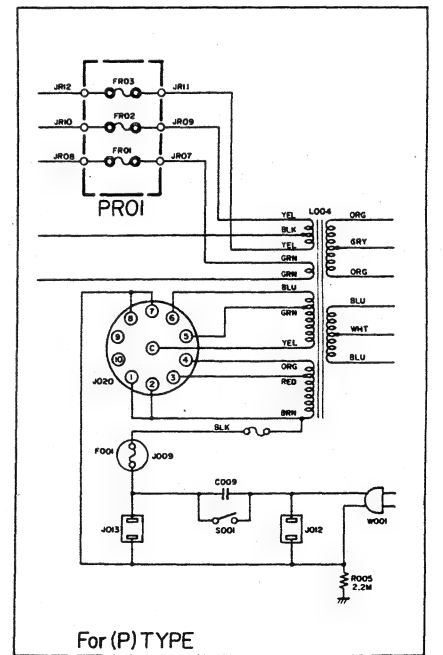 FR03
JR12 JR11
FR02
JR10 JR09
FR01
JR08 JR07
PR01
L004
YEL ORG
BLK
GRY
YEL
GRN
GRN ORG
BLU
BLU
GRN
WHT
YEL
BLU
ORG
RED
BRN
7
8 6
9 5
C
10 4
1 2 3
J020
BLK
F001 J009
C009
J013 S001 J012 W001
R005
2.2M
For (P) TYPE